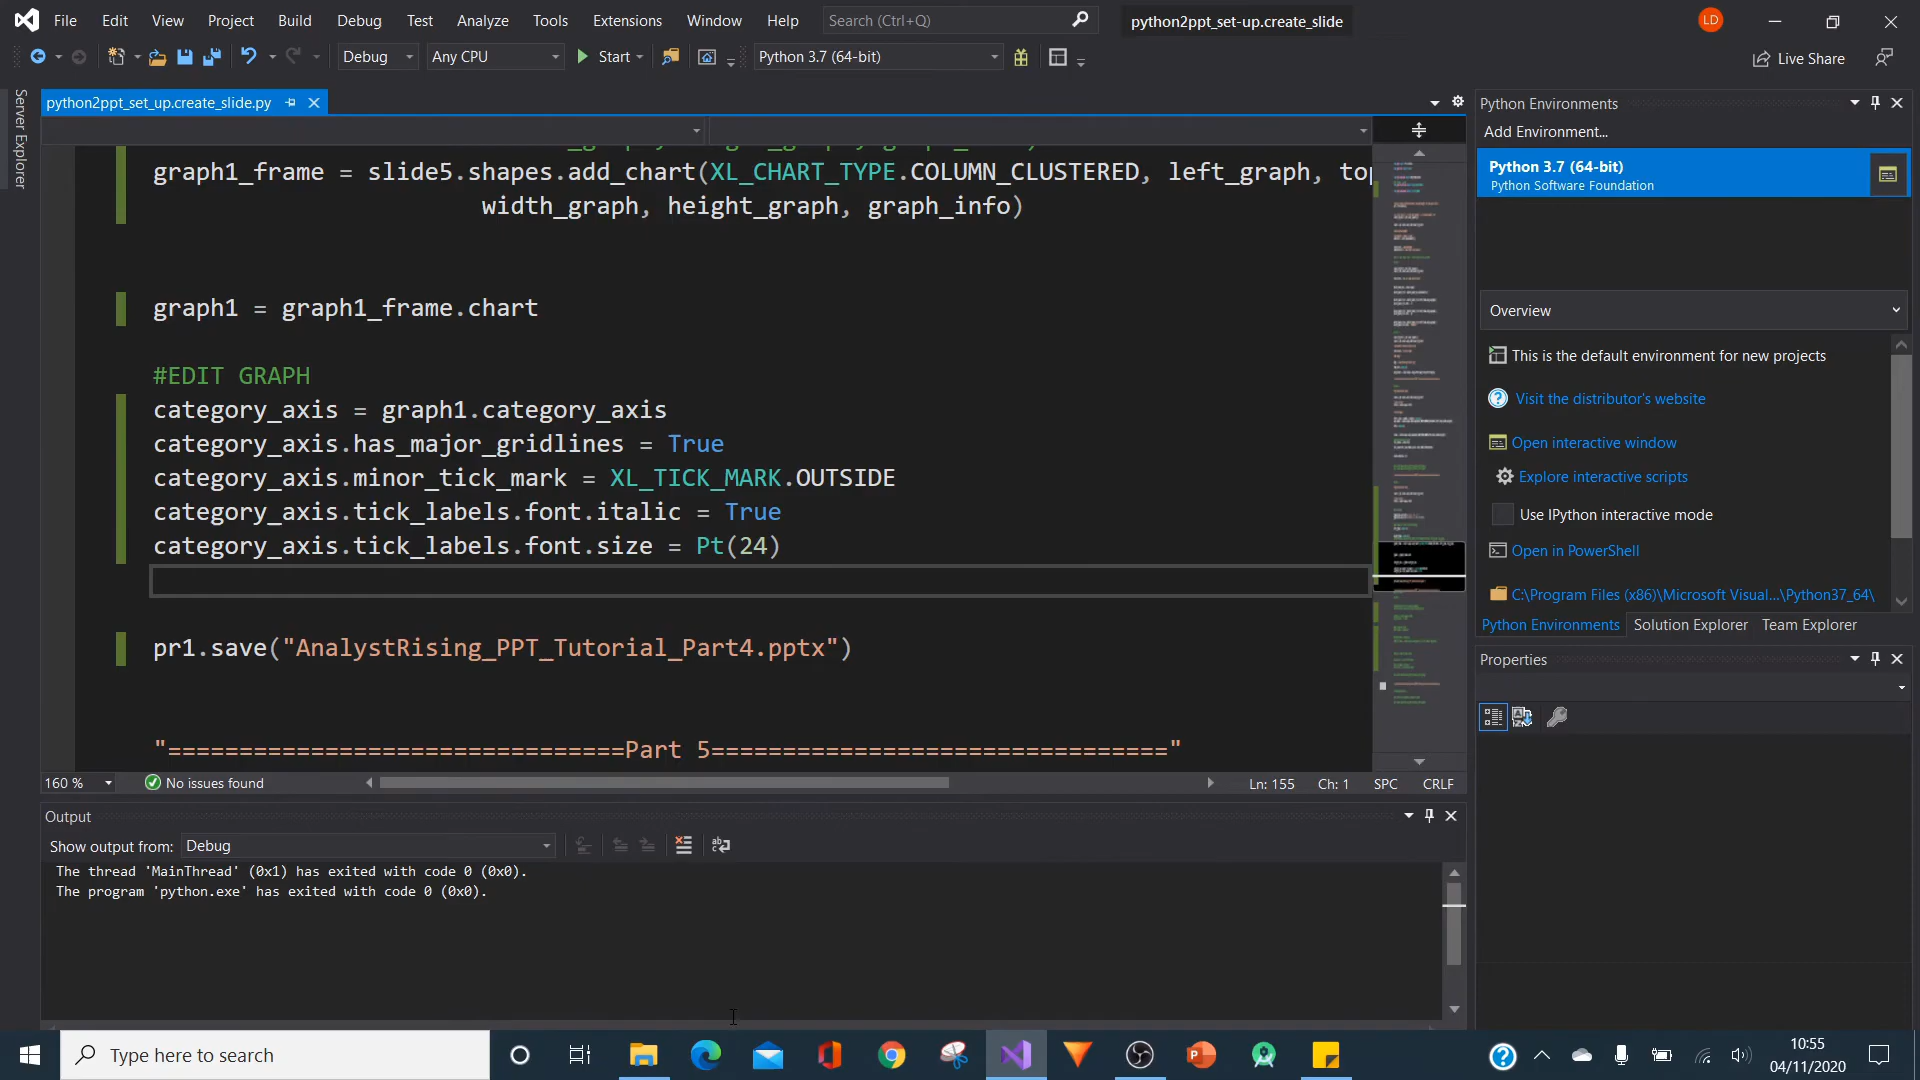 File Edit View Project Build Debug Test Analyze Tools Extensions Window Help Search (Ctrl+Q) python2ppt_set-up.create_slide LD
Debug Any CPU Start Python 3.7 (64-bit) Live Share
Server Explorer
python2ppt_set_up.create_slide.py
graph1_frame = slide5.shapes.add_chart(XL_CHART_TYPE.COLUMN_CLUSTERED, left_graph, top
width_graph, height_graph, graph_info)
graph1 = graph1_frame.chart
#EDIT GRAPH
category_axis = graph1.category_axis
category_axis.has_major_gridlines = True
category_axis.minor_tick_mark = XL_TICK_MARK.OUTSIDE
category_axis.tick_labels.font.italic = True
category_axis.tick_labels.font.size = Pt(24)
pr1.save("AnalystRising_PPT_Tutorial_Part4.pptx")
"================================Part 5================================"
160 % No issues found Ln: 155 Ch: 1 SPC CRLF
Output
Show output from: Debug
The thread 'MainThread' (0x1) has exited with code 0 (0x0).
The program 'python.exe' has exited with code 0 (0x0).
Python Environments
Add Environment...
Python 3.7 (64-bit)
Python Software Foundation
Overview
This is the default environment for new projects
Visit the distributor's website
Open interactive window
Explore interactive scripts
Use IPython interactive mode
Open in PowerShell
C:\Program Files (x86)\Microsoft Visual...\Python37_64\
Python Environments Solution Explorer Team Explorer
Properties
Type here to search
10:55
04/11/2020